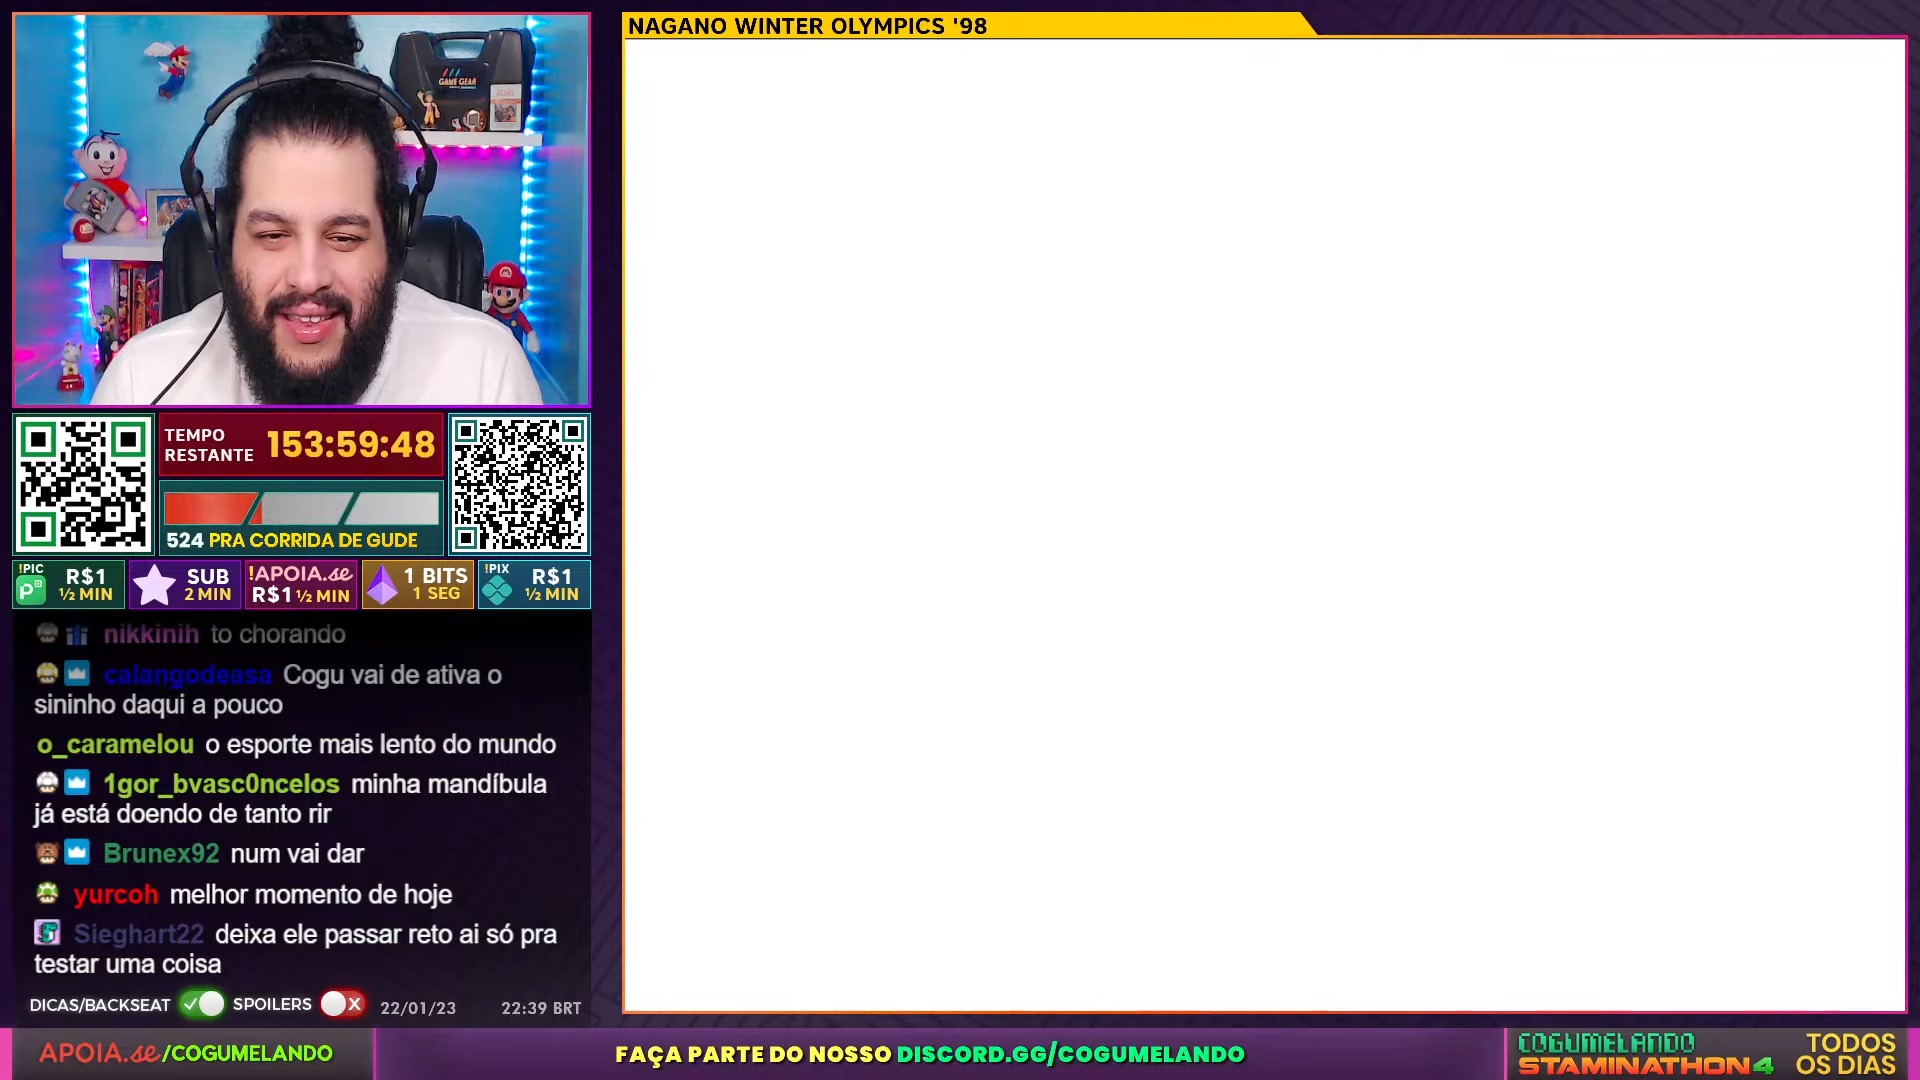 NAGANO WINTER OLYMPICS '98
GAME GEAR
TEMPO
RESTANTE
153:59:48
524 PRA CORRIDA DE GUDE
!PIC
R$1
½ MIN
SUB
2 MIN
!APOIA.se
R$1 ½ MIN
1 BITS
1 SEG
!PIX
R$1
½ MIN
nikkinih to chorando
calangodeasa Cogu vai de ativa o
sininho daqui a pouco
o_caramelou o esporte mais lento do mundo
1gor_bvasc0ncelos minha mandíbula
já está doendo de tanto rir
Brunex92 num vai dar
yurcoh melhor momento de hoje
Sieghart22 deixa ele passar reto ai só pra
testar uma coisa
DICAS/BACKSEAT SPOILERS X 22/01/23 22:39 BRT
APOIA.se/COGUMELANDO
FAÇA PARTE DO NOSSO DISCORD.GG/COGUMELANDO
COGUMELANDO
STAMINATHON 4
TODOS
OS DIAS